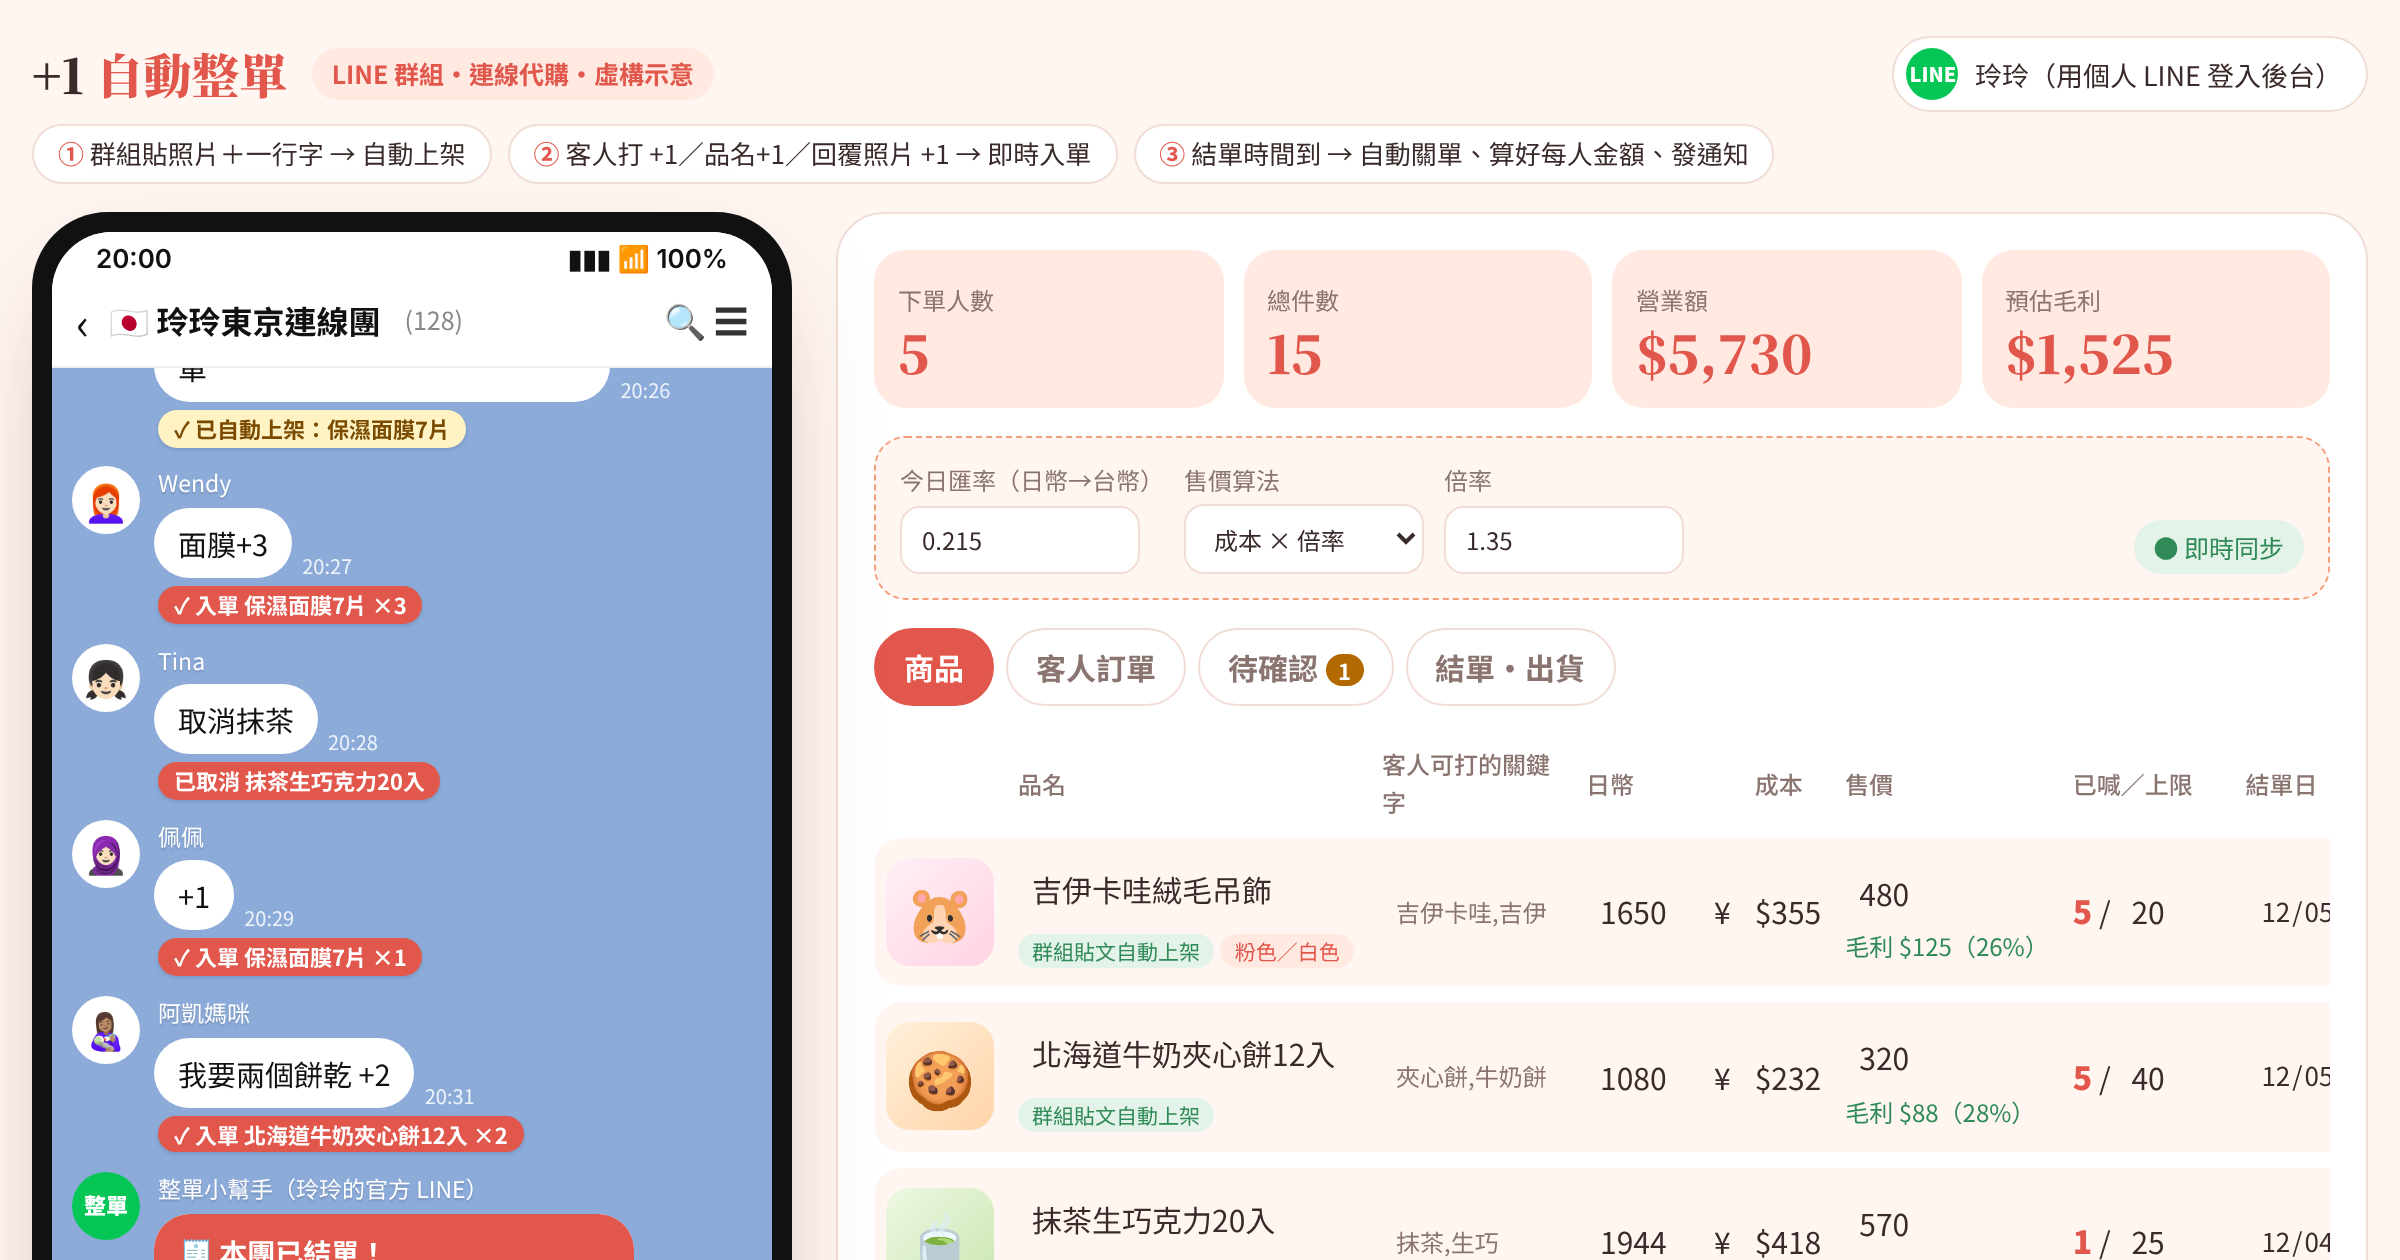 +1 自動整單
LINE 群組・連線代購・虛構示意
LINE 玲玲（用個人 LINE 登入後台）
① 群組貼照片＋一行字 → 自動上架
② 客人打 +1／品名+1／回覆照片 +1 → 即時入單
③ 結單時間到 → 自動關單、算好每人金額、發通知
20:00
100%
玲玲東京連線團 (128)
單
20:26
✓ 已自動上架：保濕面膜7片
Wendy
面膜+3
20:27
✓ 入單 保濕面膜7片 ×3
Tina
取消抹茶
20:28
已取消 抹茶生巧克力20入
佩佩
+1
20:29
✓ 入單 保濕面膜7片 ×1
阿凱媽咪
我要兩個餅乾 +2
20:31
✓ 入單 北海道牛奶夾心餅12入 ×2
整單
整單小幫手（玲玲的官方 LINE）
本團已結單！
下單人數
5
總件數
15
營業額
$5,730
預估毛利
$1,525
今日匯率（日幣→台幣）
0.215
售價算法
成本 × 倍率
倍率
1.35
即時同步
商品
客人訂單
待確認 1
結單・出貨
品名
客人可打的關鍵
字
日幣
成本
售價
已喊／上限
結單日
吉伊卡哇絨毛吊飾
群組貼文自動上架
粉色／白色
吉伊卡哇,吉伊
1650 ¥
$355
480
毛利 $125（26%）
5 / 20
12/05
北海道牛奶夾心餅12入
群組貼文自動上架
夾心餅,牛奶餅
1080 ¥
$232
320
毛利 $88（28%）
5 / 40
12/05
抹茶生巧克力20入
抹茶,生巧
1944 ¥
$418
570
1 / 25
12/04